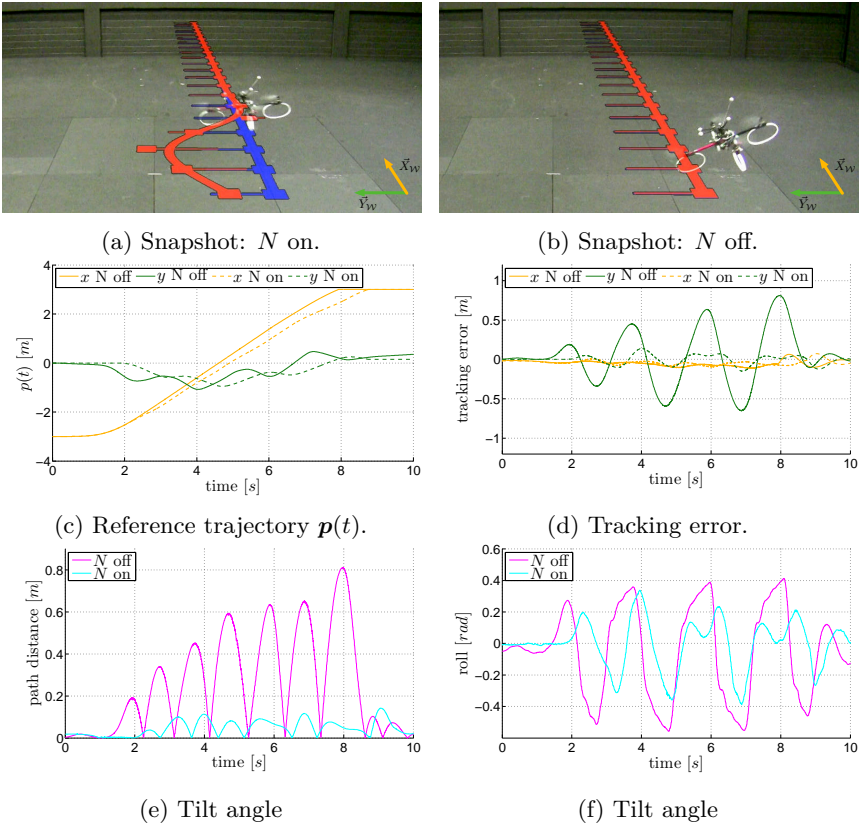 X⃗_W
Y⃗_W
X⃗_W
Y⃗_W
(a) Snapshot: N on.
(b) Snapshot: N off.
x N off y N off x N on y N on
4
2
0
−2
−4
p(t) [m]
0 2 4 6 8 10
time [s]
x N off y N off x N on y N on
1
0.5
0
−0.5
−1
tracking error [m]
0 2 4 6 8 10
time [s]
(c) Reference trajectory p(t).
(d) Tracking error.
N off
N on
0.8
0.6
0.4
0.2
0
path distance [m]
0 2 4 6 8 10
time [s]
N off
N on
0.6
0.4
0.2
0
−0.2
−0.4
roll [rad]
0 2 4 6 8 10
time [s]
(e) Tilt angle
(f) Tilt angle